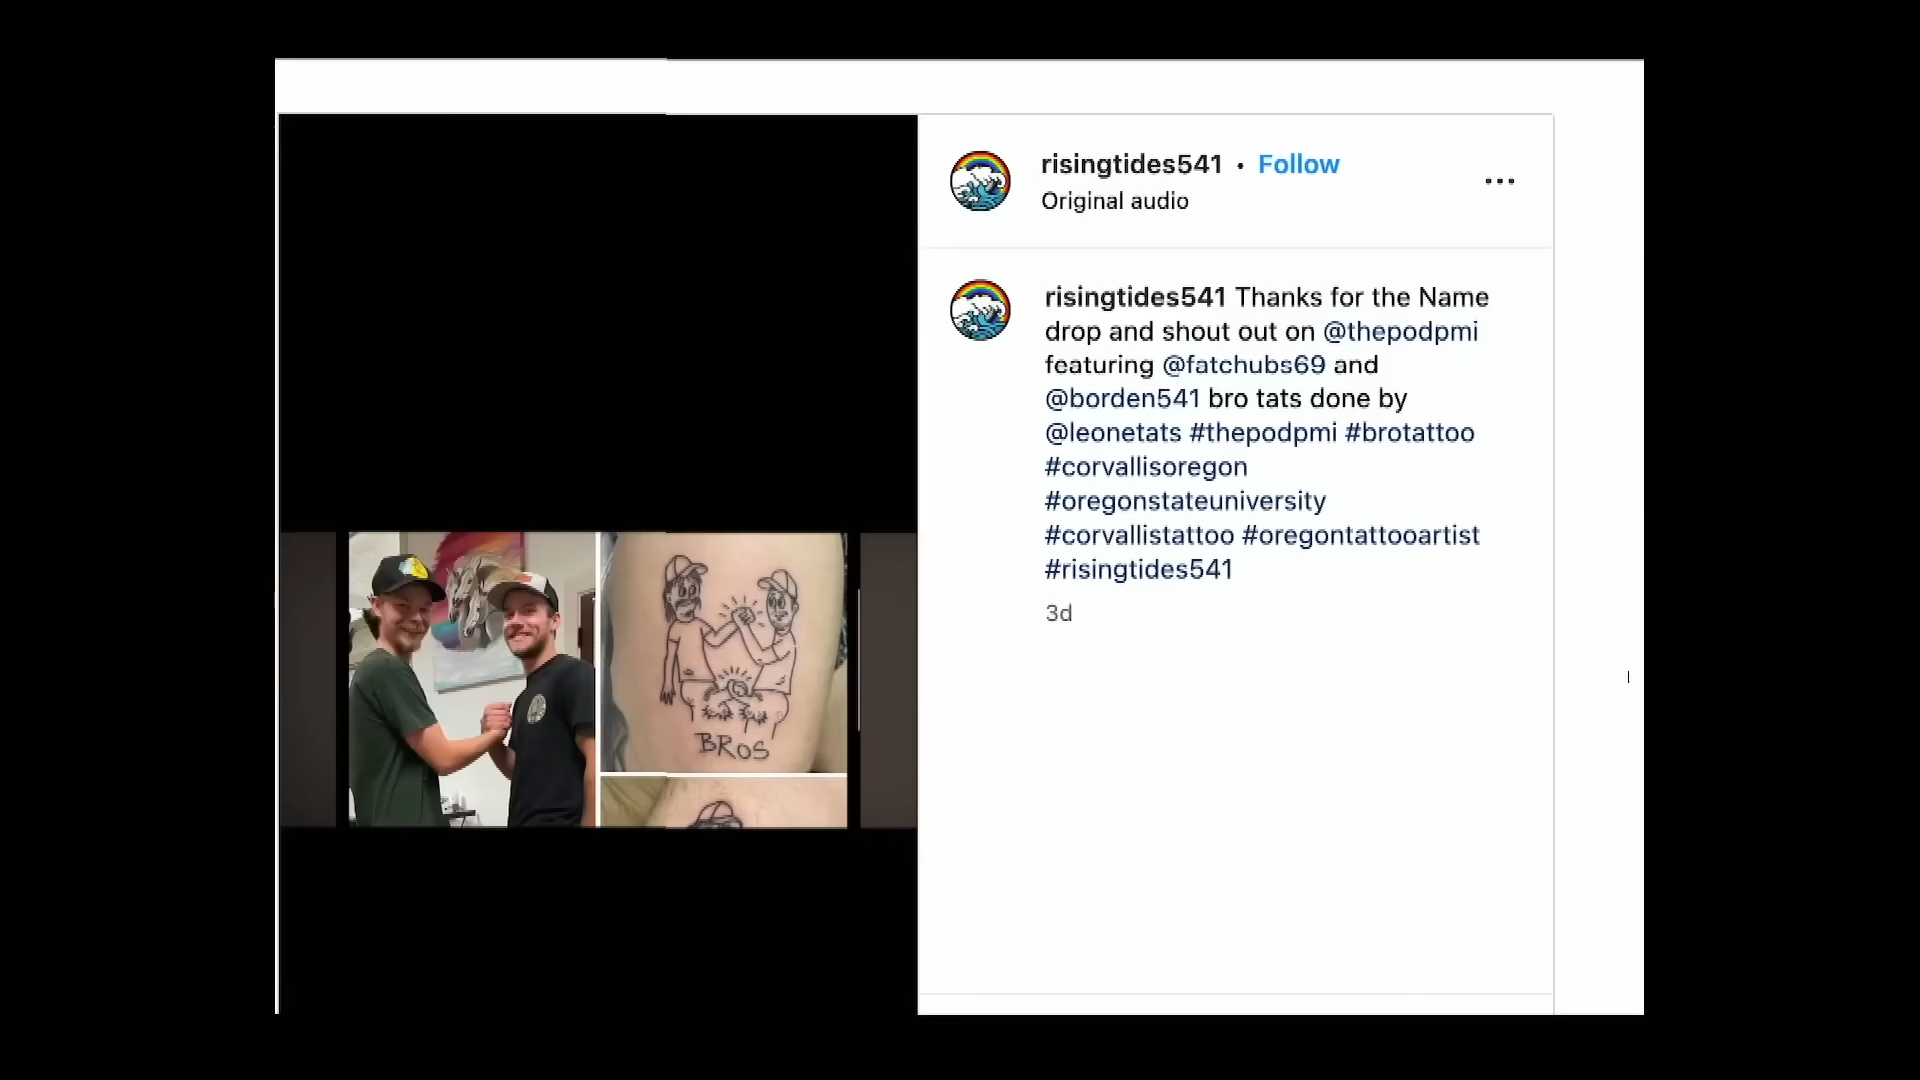 risingtides541 • Follow
Original audio
risingtides541 Thanks for the Name
drop and shout out on @thepodpmi
featuring @fatchubs69 and
@borden541 bro tats done by
@leonetats #thepodpmi #brotattoo
#corvallisoregon
#oregonstateuniversity
#corvallistattoo #oregontattooartist
#risingtides541
3d
BROS